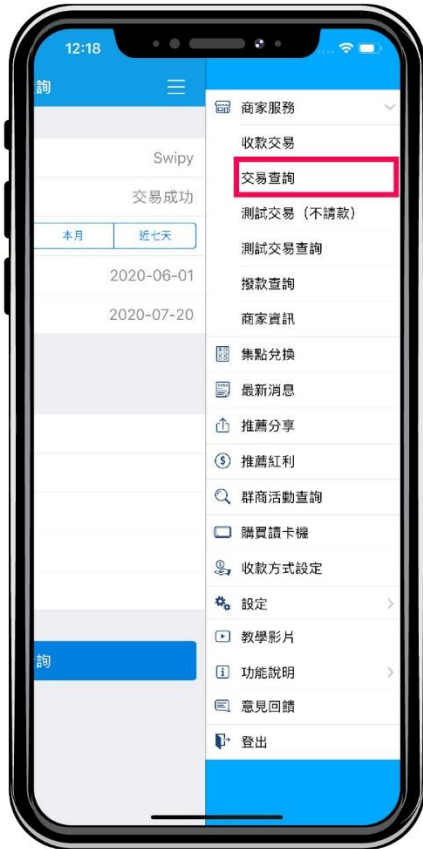 12:18
詢
Swipy
交易成功
本月
近七天
2020-06-01
2020-07-20
詢
商家服務
收款交易
交易查詢
測試交易（不請款）
測試交易查詢
撥款查詢
商家資訊
集點兌換
最新消息
推薦分享
推薦紅利
群商活動查詢
購買讀卡機
收款方式設定
設定
教學影片
功能說明
意見回饋
登出